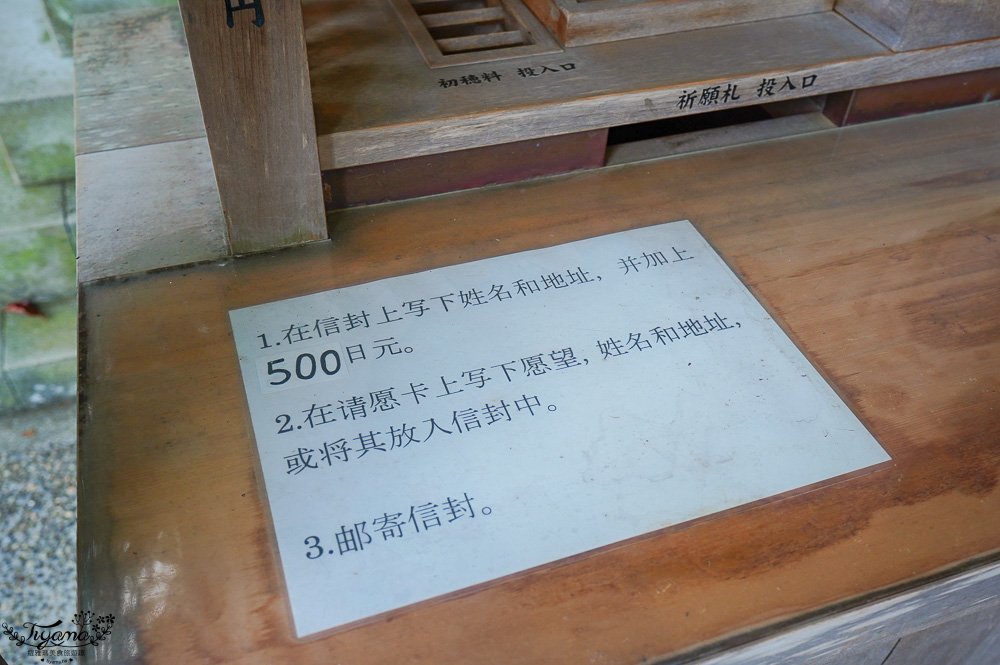 円
初穂料 投入口
祈願札 投入口
1.在信封上写下姓名和地址，并加上
500日元。
2.在请愿卡上写下愿望, 姓名和地址,
或将其放入信封中。
3.邮寄信封。
Tiyama